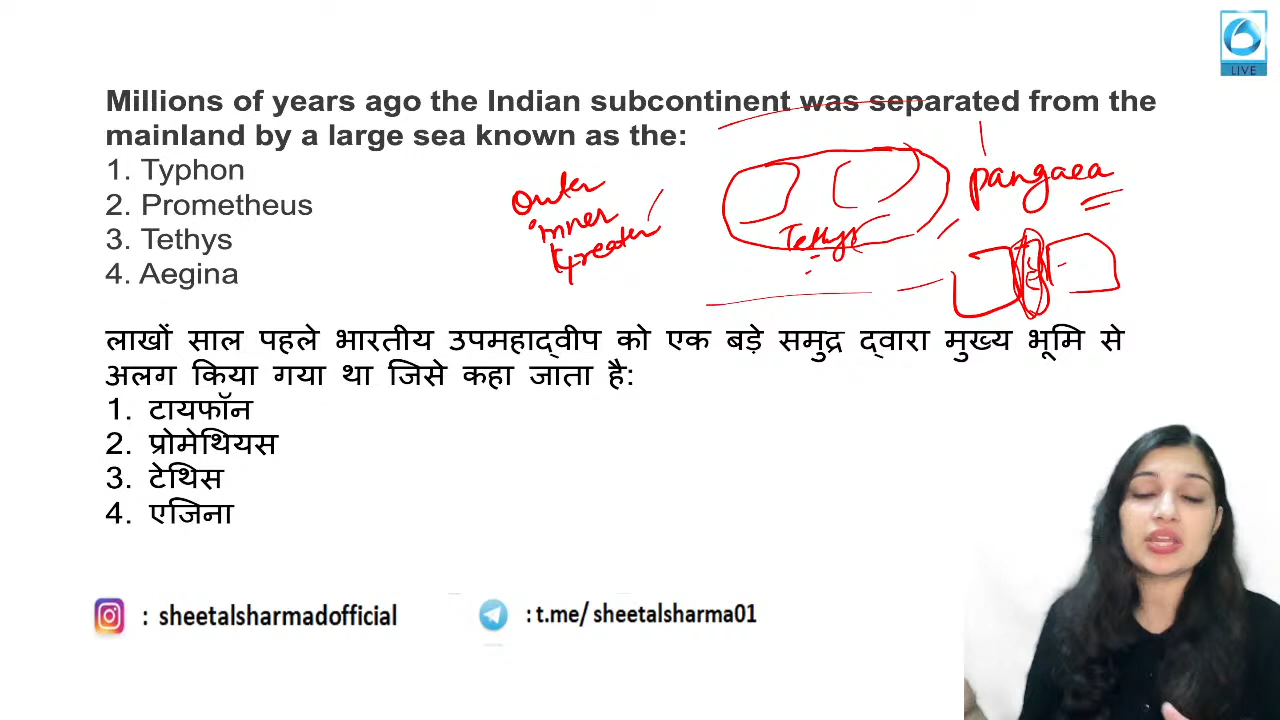 LIVE
Millions of years ago the Indian subcontinent was separated from the
mainland by a large sea known as the:
1. Typhon
2. Prometheus
3. Tethys
4. Aegina
pangaea
Outer
inner
Greater
Tethys
लाखों साल पहले भारतीय उपमहाद्वीप को एक बड़े समुद्र द्वारा मुख्य भूमि से
अलग किया गया था जिसे कहा जाता है:
1. टायफॉन
2. प्रोमेथियस
3. टेथिस
4. एजिना
: sheetalsharmadofficial
: t.me/ sheetalsharma01